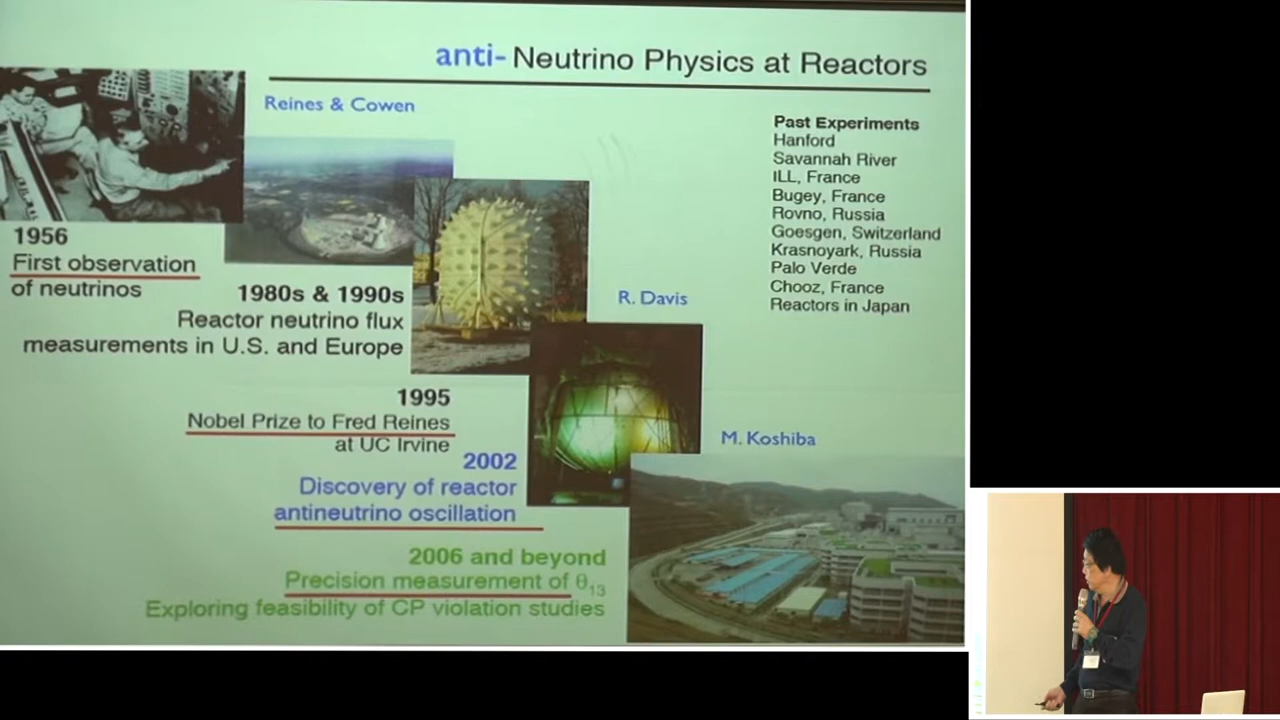 anti- Neutrino Physics at Reactors
Reines & Cowen
1956
First observation
of neutrinos
1980s & 1990s
Reactor neutrino flux
measurements in U.S. and Europe
1995
Nobel Prize to Fred Reines
at UC Irvine
2002
Discovery of reactor
antineutrino oscillation
2006 and beyond
Precision measurement of θ13
Exploring feasibility of CP violation studies
R. Davis
M. Koshiba
Past Experiments
Hanford
Savannah River
ILL, France
Bugey, France
Rovno, Russia
Goesgen, Switzerland
Krasnoyark, Russia
Palo Verde
Chooz, France
Reactors in Japan